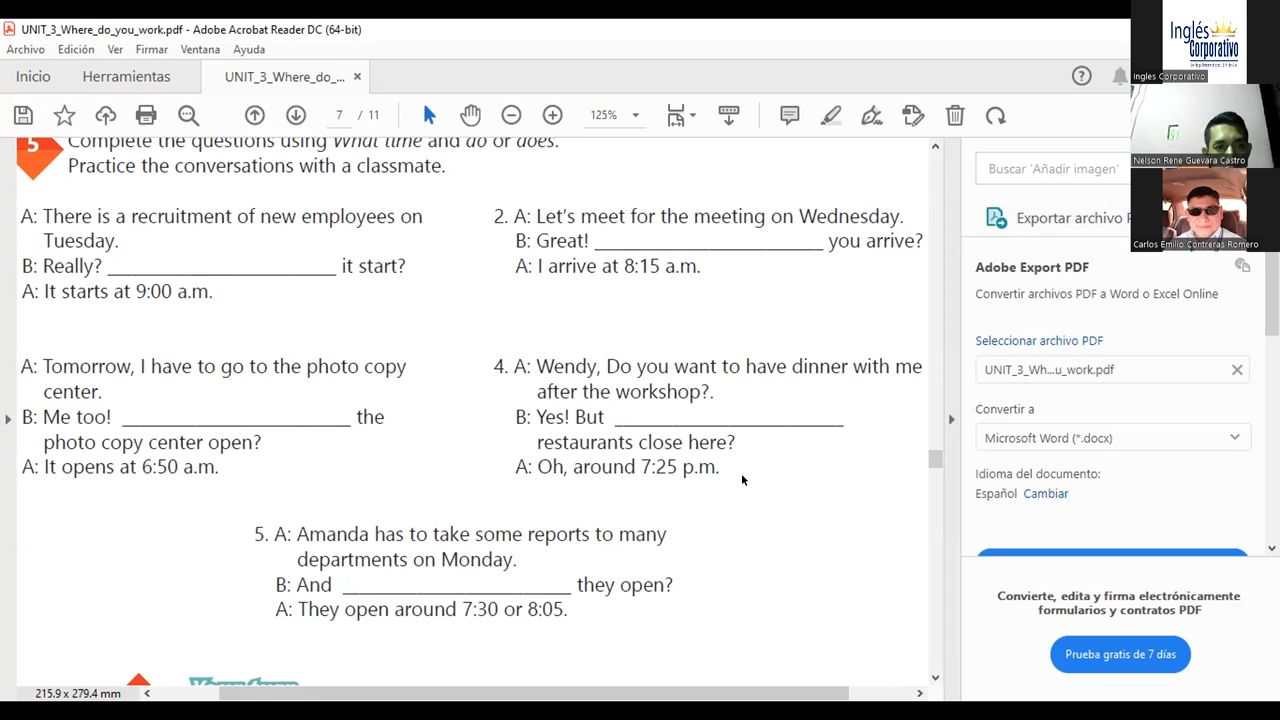 UNIT_3_Where_do_you_work.pdf - Adobe Acrobat Reader DC (64-bit)
Archivo Edición Ver Firmar Ventana Ayuda
Inicio Herramientas UNIT_3_Where_do_... ×
7 / 11 125%
5 Complete the questions using What time and do or does.
Practice the conversations with a classmate.
A: There is a recruitment of new employees on
Tuesday.
B: Really? ______________________ it start?
A: It starts at 9:00 a.m.
2. A: Let's meet for the meeting on Wednesday.
B: Great! ______________________ you arrive?
A: I arrive at 8:15 a.m.
A: Tomorrow, I have to go to the photo copy
center.
B: Me too! ______________________ the
photo copy center open?
A: It opens at 6:50 a.m.
4. A: Wendy, Do you want to have dinner with me
after the workshop?.
B: Yes! But ______________________
restaurants close here?
A: Oh, around 7:25 p.m.
5. A: Amanda has to take some reports to many
departments on Monday.
B: And ______________________ they open?
A: They open around 7:30 or 8:05.
215.9 x 279.4 mm
Buscar 'Añadir imagen'
Exportar archivo P
Adobe Export PDF
Convertir archivos PDF a Word o Excel Online
Seleccionar archivo PDF
UNIT_3_Wh...u_work.pdf
Convertir a
Microsoft Word (*.docx)
Idioma del documento:
Español Cambiar
Convierte, edita y firma electrónicamente
formularios y contratos PDF
Prueba gratis de 7 días
Inglés
Corporativo
Ingles Corporativo
Nelson Rene Guevara Castro
Carlos Emilio Contreras Romero